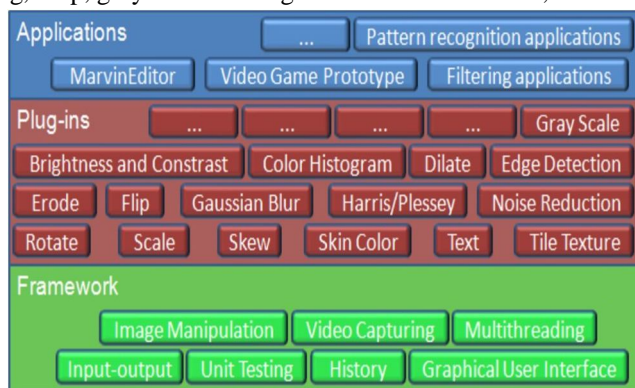 Applications
... Pattern recognition applications
MarvinEditor Video Game Prototype Filtering applications
Plug-ins ... ... ... ... Gray Scale
Brightness and Constrast Color Histogram Dilate Edge Detection
Erode Flip Gaussian Blur Harris/Plessey Noise Reduction
Rotate Scale Skew Skin Color Text Tile Texture
Framework
Image Manipulation Video Capturing Multithreading
Input-output Unit Testing History Graphical User Interface